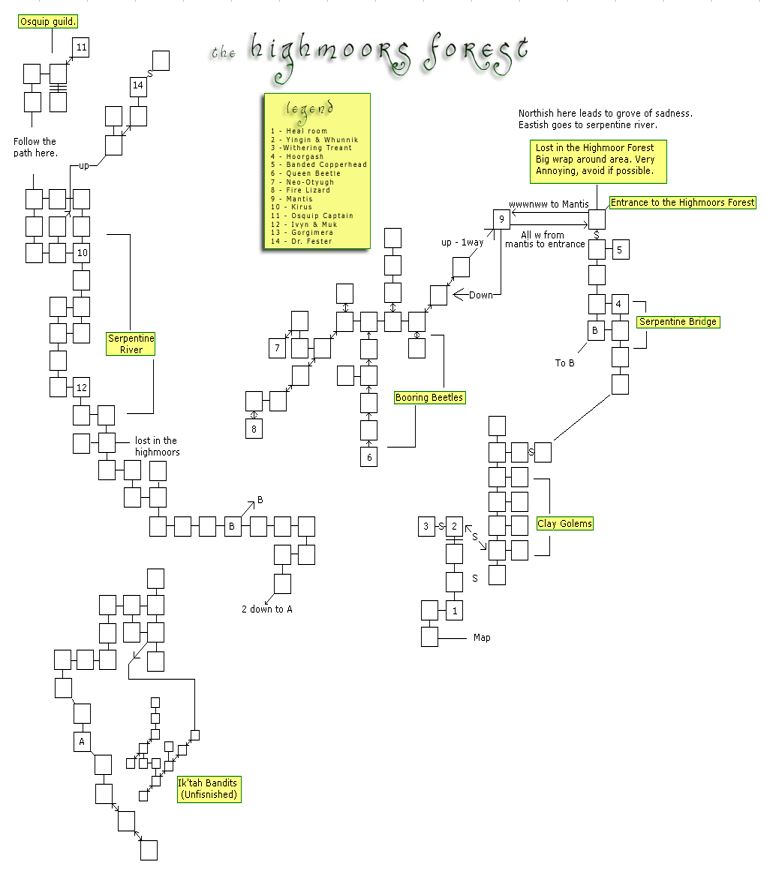 Osquip guild.
the highmoors forest
11
S
14
legend
1 - Heal room
2 - Yingin & Whunnik
3 -Withering Treant
4 - Hoorgash
5 - Banded Copperhead
6 - Queen Beetle
7 - Neo-Otyugh
8 - Fire Lizard
9 - Mantis
10 - Kirus
11 - Osquip Captain
12 - Ivyn & Muk
13 - Gorgimera
14 - Dr. Fester
Northish here leads to grove of sadness.
Eastish goes to serpentine river.
Follow the
path here.
Lost in the Highmoor Forest
Big wrap around area. Very
Annoying, avoid if possible.
up
wwwnww to Mantis
Entrance to the Highmoors Forest
9
All w from
mantis to entrance
S
up - 1way
5
10
Down
4
Serpentine Bridge
B
To B
Serpentine
River
7
12
Booring Beetles
8
6
lost in the
highmoors
S
B
B
3
S
2
S
Clay Golems
S
1
2 down to A
Map
A
Ik'tah Bandits
(Unfisnished)